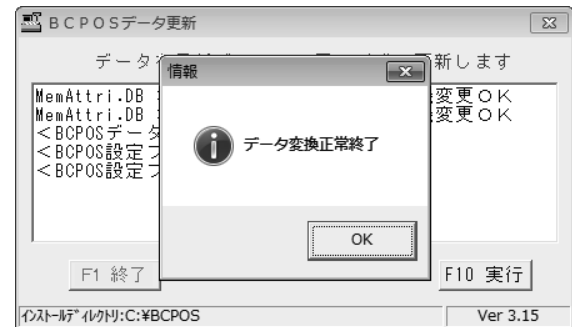 BCPOSデータ更新
データ
新します
情報
MemAttri.DB
変更OK
MemAttri.DB
変更OK
<BCPOSデータ
<BCPOS設定フ
<BCPOS設定フ
データ変換正常終了
OK
F1 終了
F10 実行
インストールディレクトリ:C:¥BCPOS
Ver 3.15